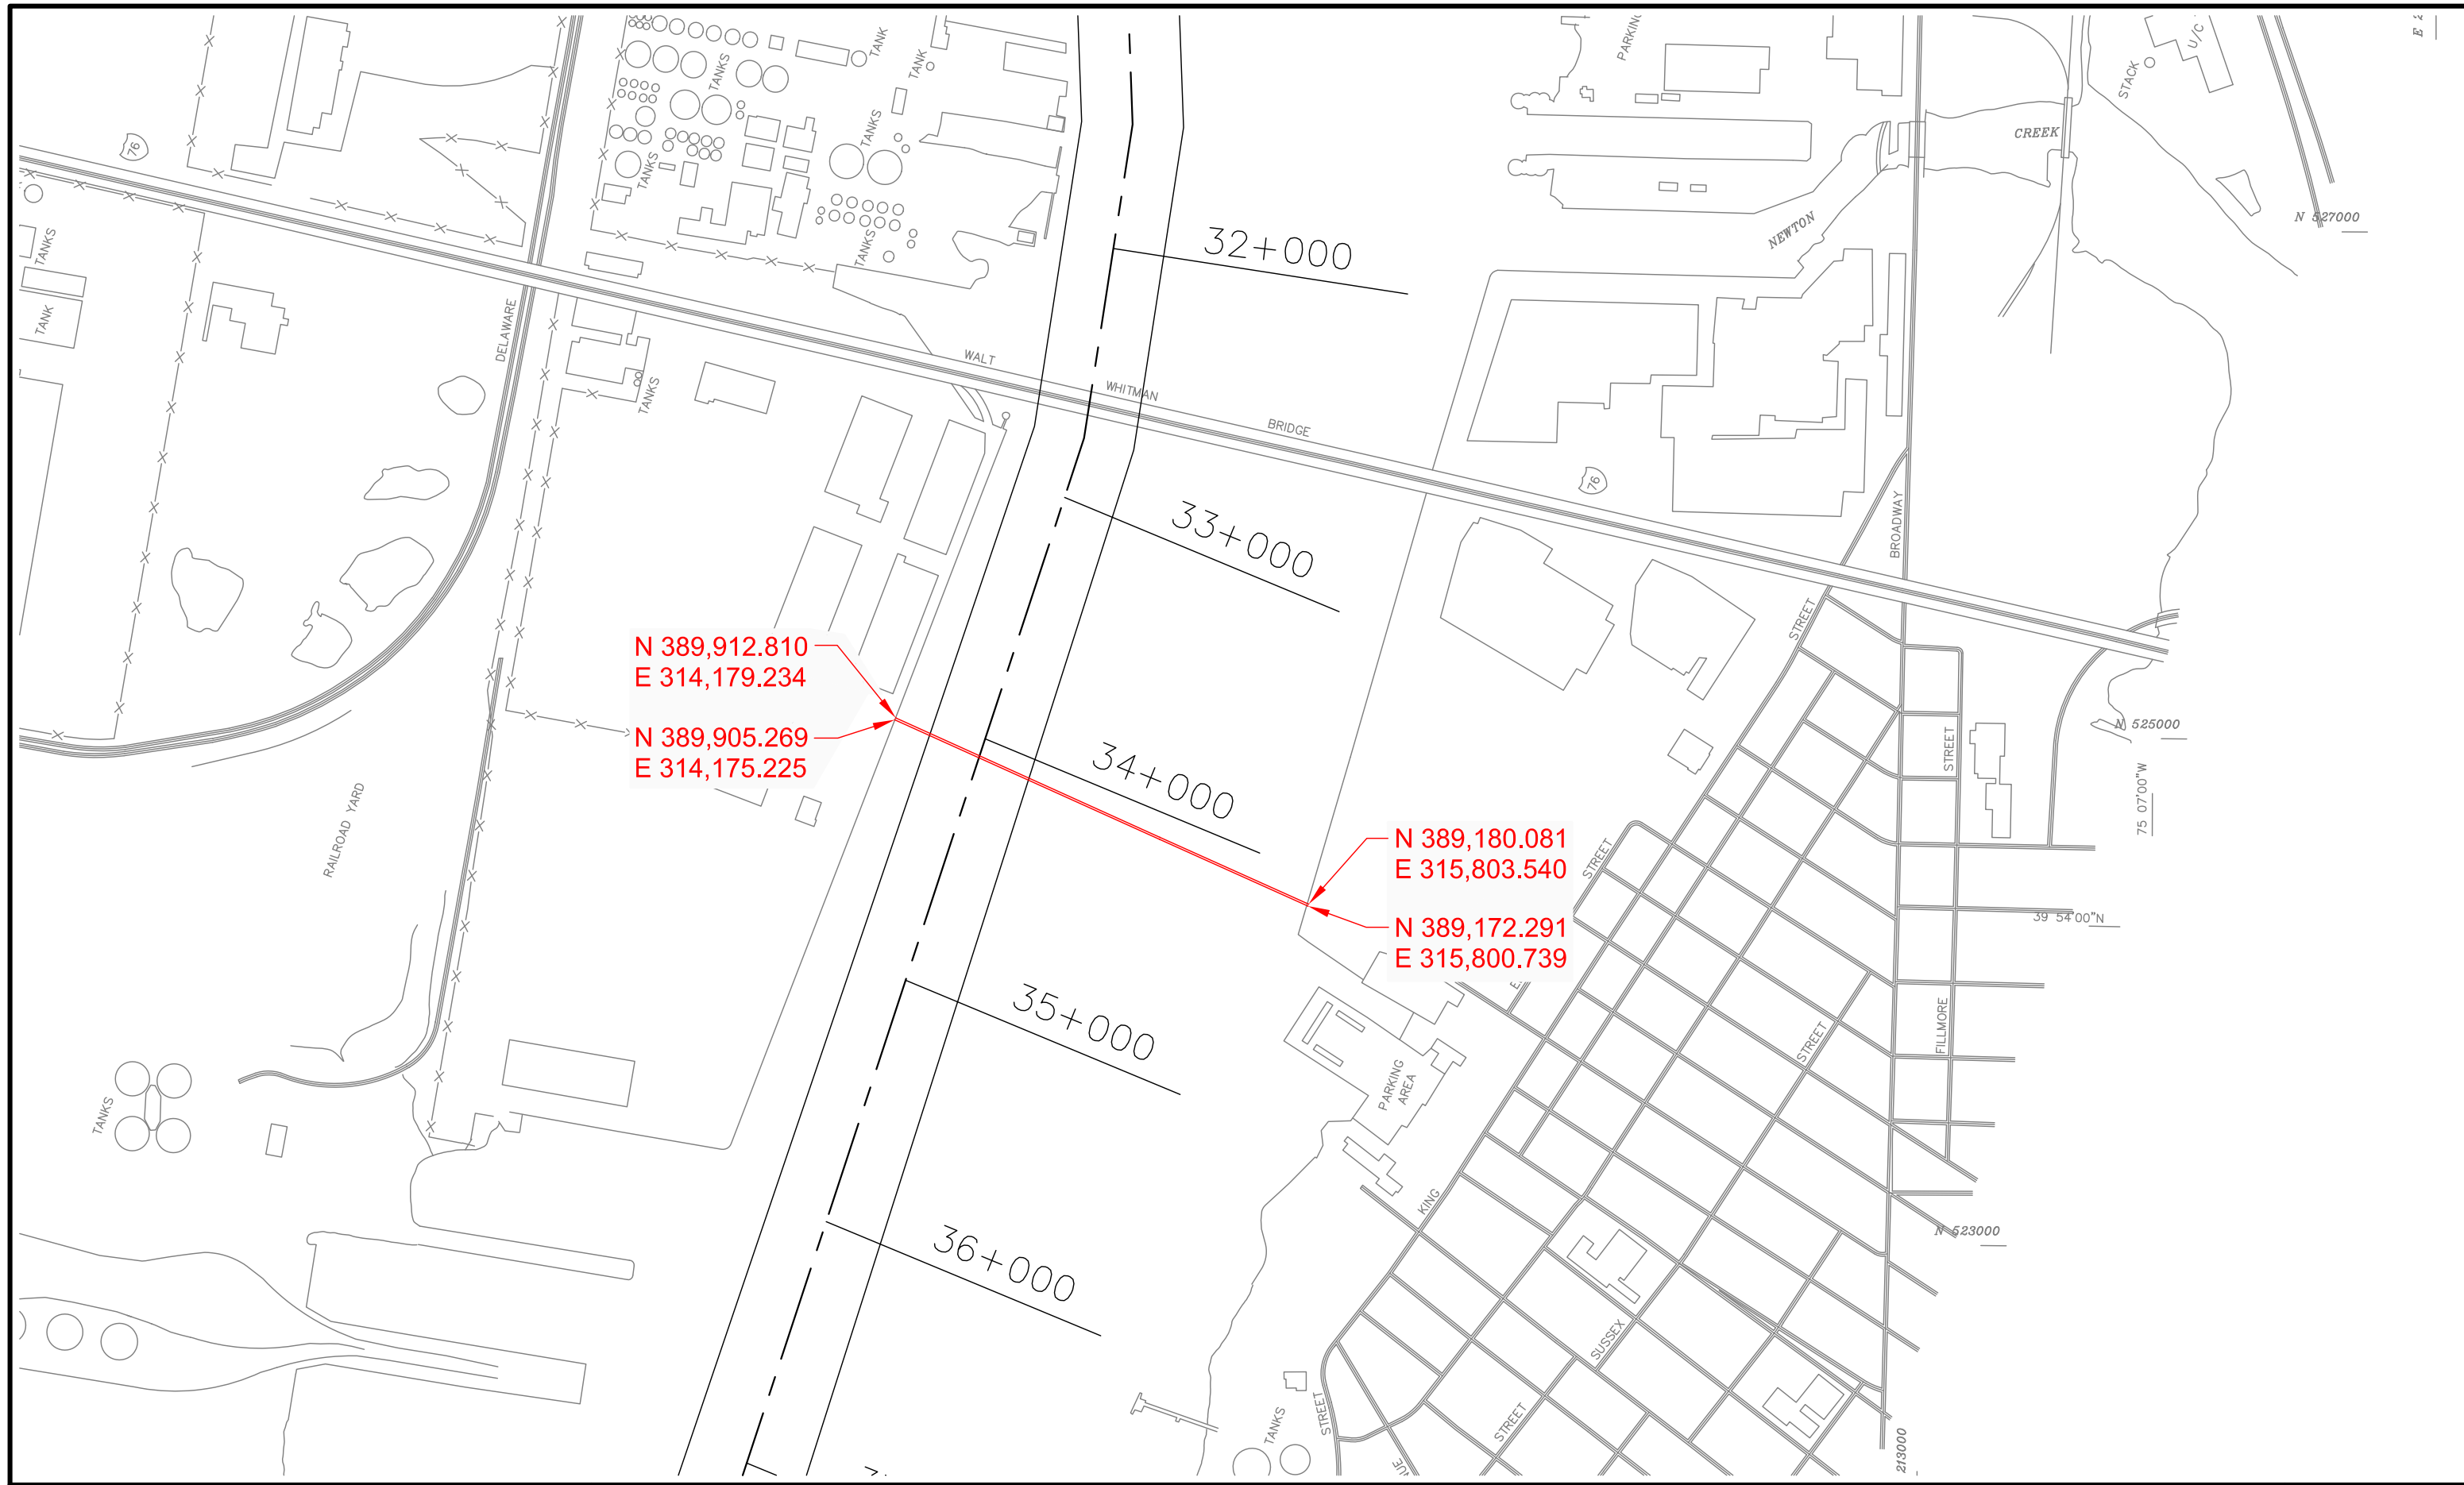 PARKING
TANK
TANK
TANKS
U/C
STACK
CREEK
76
TANKS
TANKS
NEWTON
N 527000
TANKS
TANKS
32+000
TANK
DELAWARE
WALT
WHITMAN
BRIDGE
TANKS
76
33+000
BROADWAY
STREET
N 389,912.810
E 314,179.234
N 389,905.269
E 314,175.225
N 525000
STREET
34+000
75 07'00"W
RAILROAD YARD
N 389,180.081
E 315,803.540
STREET
N 389,172.291
E 315,800.739
39 54'00"N
35+000
STREET
FILLMORE
TANKS
PARKING
AREA
KING
36+000
N 523000
SUSSEX
STREET
TANKS
STREET
213000